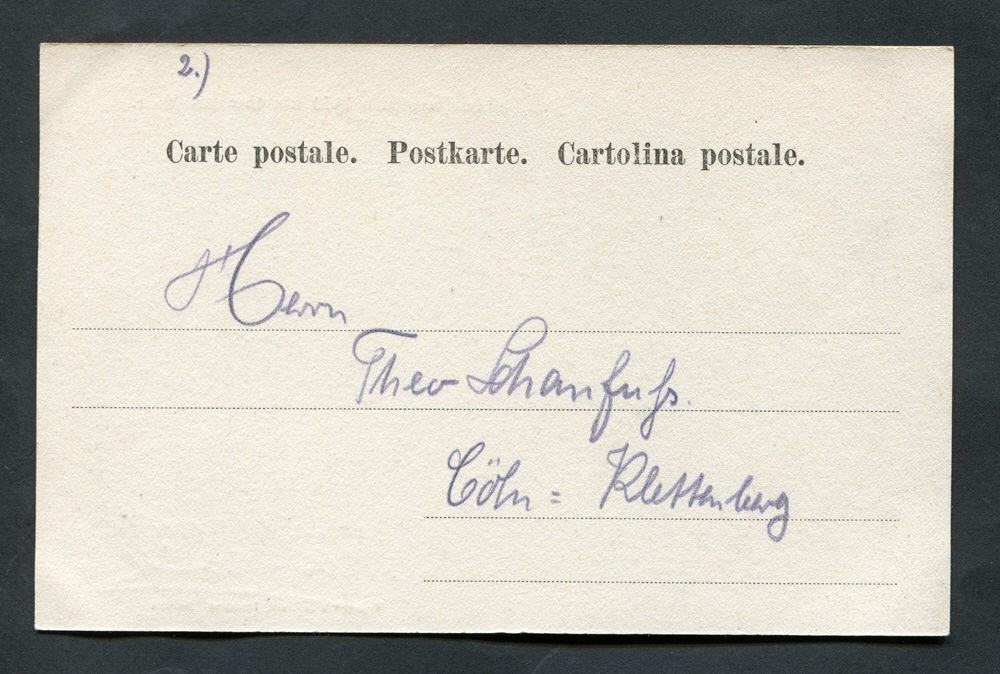 2.)
Carte postale. Postkarte. Cartolina postale.
Herrn
Theo Schaufuß.
Cöln = Klettenberg